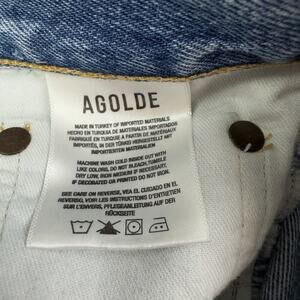 AGOLDE
MADE IN TURKEY OF IMPORTED MATERIALS
HECHO EN TURQUIA DE MATERIALES IMPORTADOS
FABRIQUÉ EN TURQUIE A PARTIR DE MATÉRIAUX
IMPORTÉS, IN DER TÜRKEI HERGESTELLT MIT
IMPORTIERTEN MATERIALIEN
MACHINE WASH COLD INSIDE OUT WITH
LIKE COLORS, DO NOT BLEACH, TUMBLE
DRY LOW, IRON MEDIUM IF NECESSARY.
IF DECORATED OR PRINTED DO NOT IRON.
SEE CARE ON REVERSE, VEA EL CUIDADO EN EL
REVERSO, VOIR LES INSTRUCTIONS D'ENTRETIEN
SUR L'ENVERS, PFLEGEANLEITUNG AUF DER
RÜCKSEITE